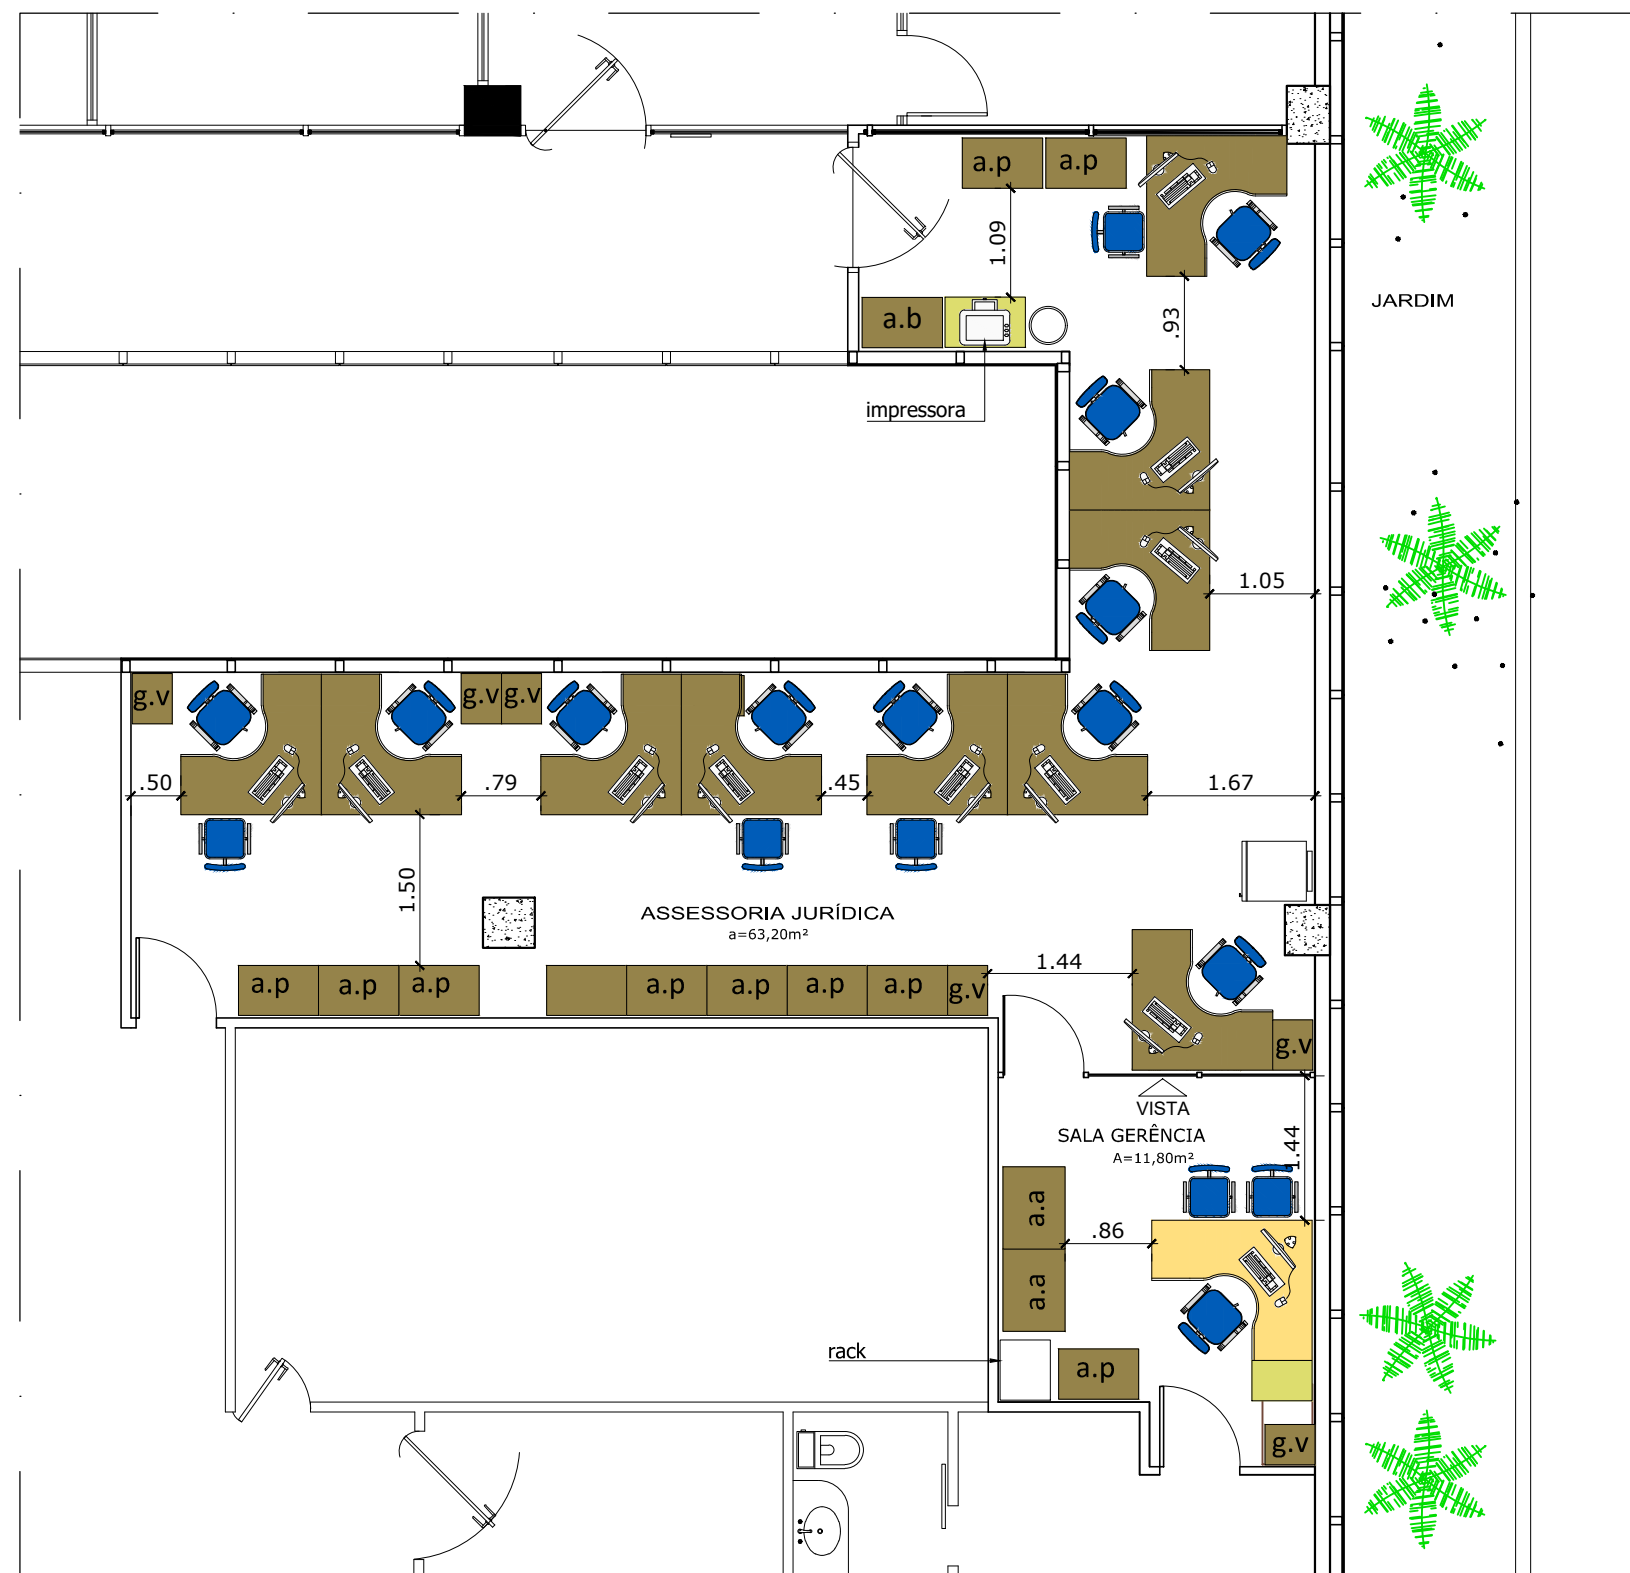 a.p
a.p
1.09
.93
JARDIM
a.b
impressora
1.05
g.v
g.v
g.v
.50
.79
.45
1.67
1.50
ASSESSORIA JURÍDICA
a=63,20m²
a.p
a.p
a.p
a.p
a.p
a.p
a.p
g.v
1.44
g.v
VISTA
SALA GERÊNCIA
A=11,80m²
1.44
a.a
.86
a.a
rack
a.p
g.v